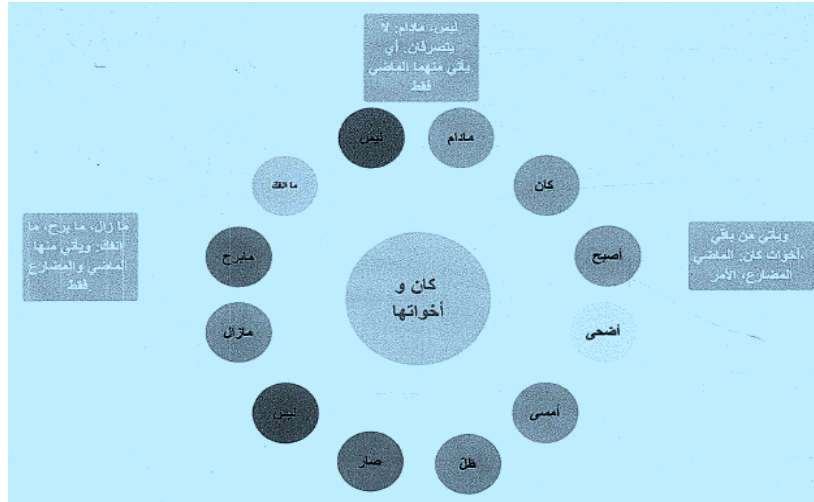 ليس، مادام: لا
يتصرفان: أي
يأتي منهما الماضي
فقط
ليس
مادام
ما انفك
كان
ما زال، ما برح، ما
انفك: ويأتي منها
الماضي والمضارع
فقط
مابرح
أصبح
ويأتي من باقي
أخوات كان: الماضي،
المضارع، الأمر
كان و
أخواتها
مازال
أضحى
ليس
أمسى
صار
ظل